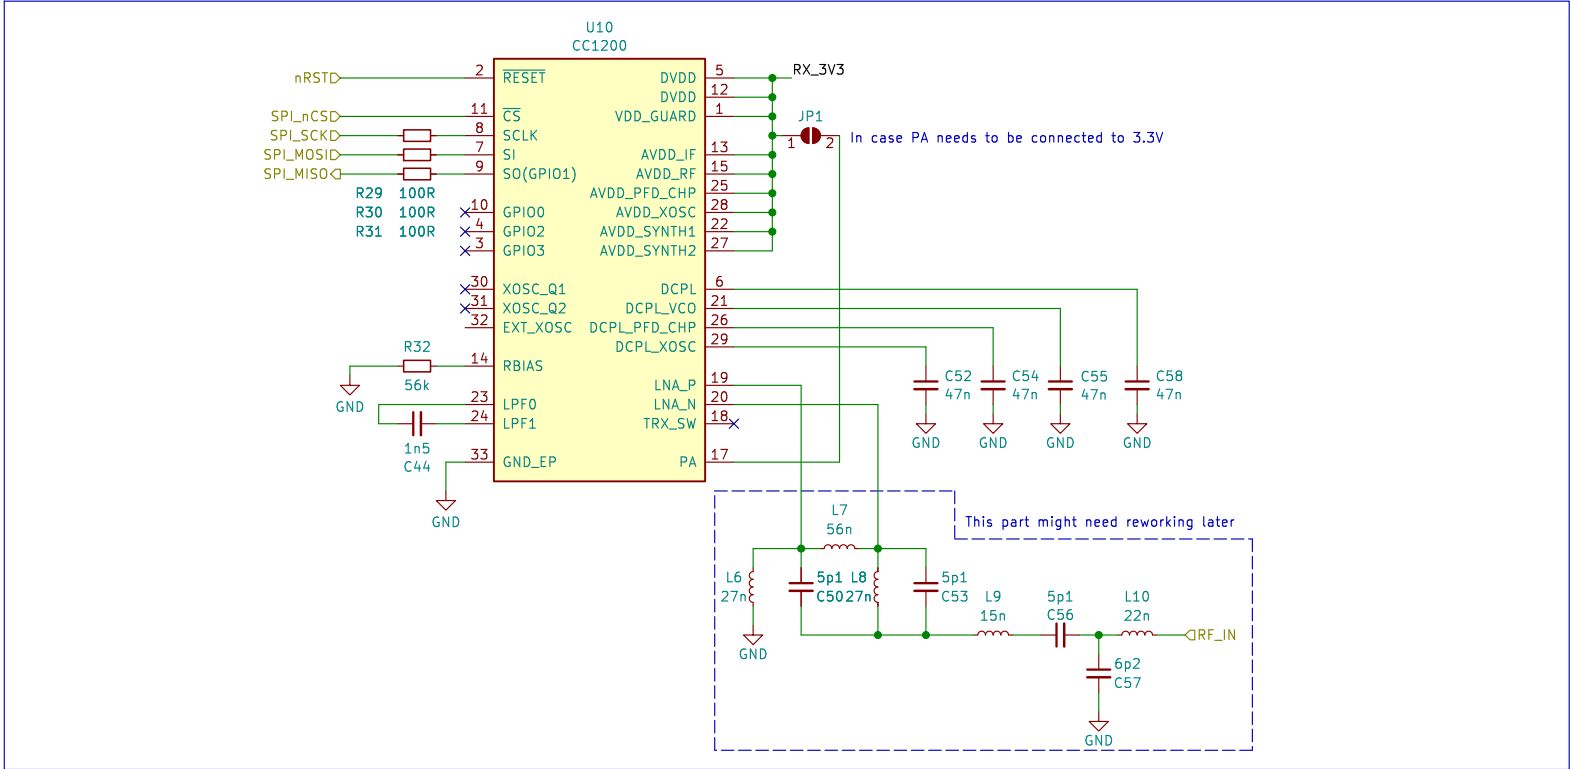 U10
CC1200
nRST 2 RESET DVDD 5 RX_3V3
DVDD 12
SPI_nCS 11 CS VDD_GUARD 1 JP1
SPI_SCK 8 SCLK 1 2 In case PA needs to be connected to 3.3V
SPI_MOSI 7 SI AVDD_IF 13
SPI_MISO 9 SO(GPIO1) AVDD_RF 15
R29 100R AVDD_PFD_CHP 25
R30 100R 10 GPIO0 AVDD_XOSC 28
R31 100R 4 GPIO2 AVDD_SYNTH1 22
3 GPIO3 AVDD_SYNTH2 27
30 XOSC_Q1 DCPL 6
31 XOSC_Q2 DCPL_VCO 21
32 EXT_XOSC DCPL_PFD_CHP 26
R32 DCPL_XOSC 29
14 RBIAS
56k LNA_P 19 C52 C54 C55 C58
47n 47n 47n 47n
GND 23 LPF0 LNA_N 20
24 LPF1 TRX_SW 18
GND GND GND GND
1n5
C44 33 GND_EP PA 17
GND
L7
56n
This part might need reworking later
L6 5p1 L8 5p1
27n C50 27n C53 L9 5p1 L10
15n C56 22n
RF_IN
GND
6p2
C57
GND